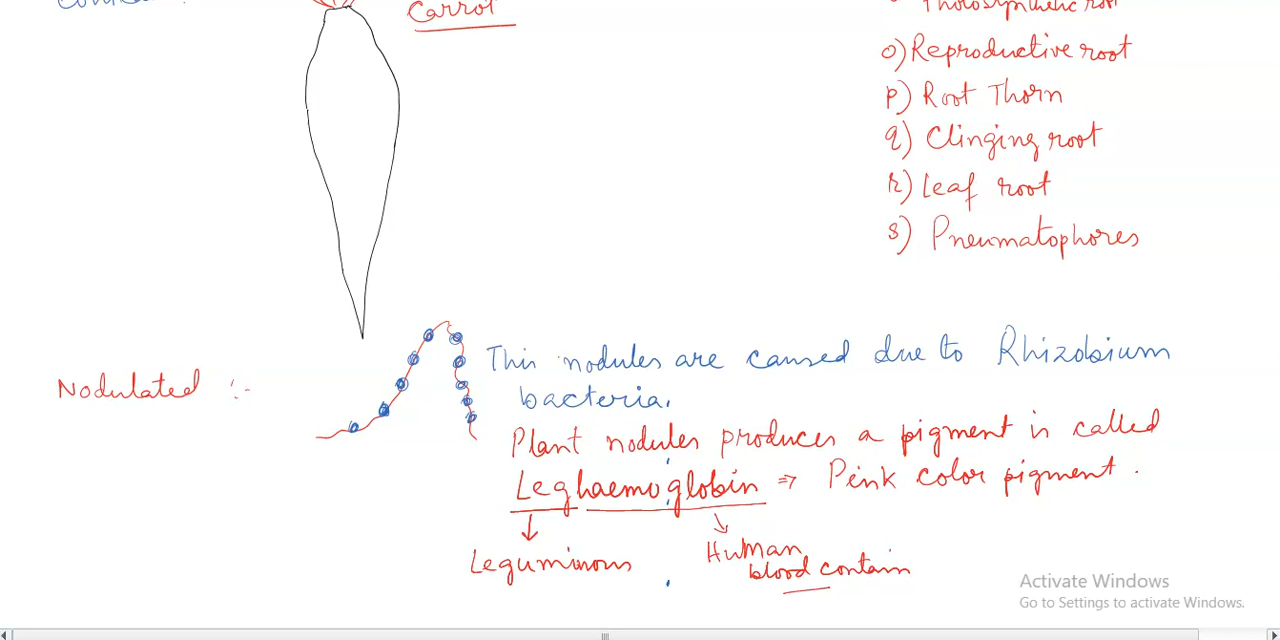 Carrot
o) Reproductive root
p) Root Thorn
q) Clinging root
r) Leaf root
s) Pneumatophores
Nodulated :-
This nodules are caused due to Rhizobium
bacteria.
Plant nodules produces a pigment is called
Leghaemoglobin ⇒ Pink color pigment.
Leguminous
Human
blood contain
Activate Windows
Go to Settings to activate Windows.